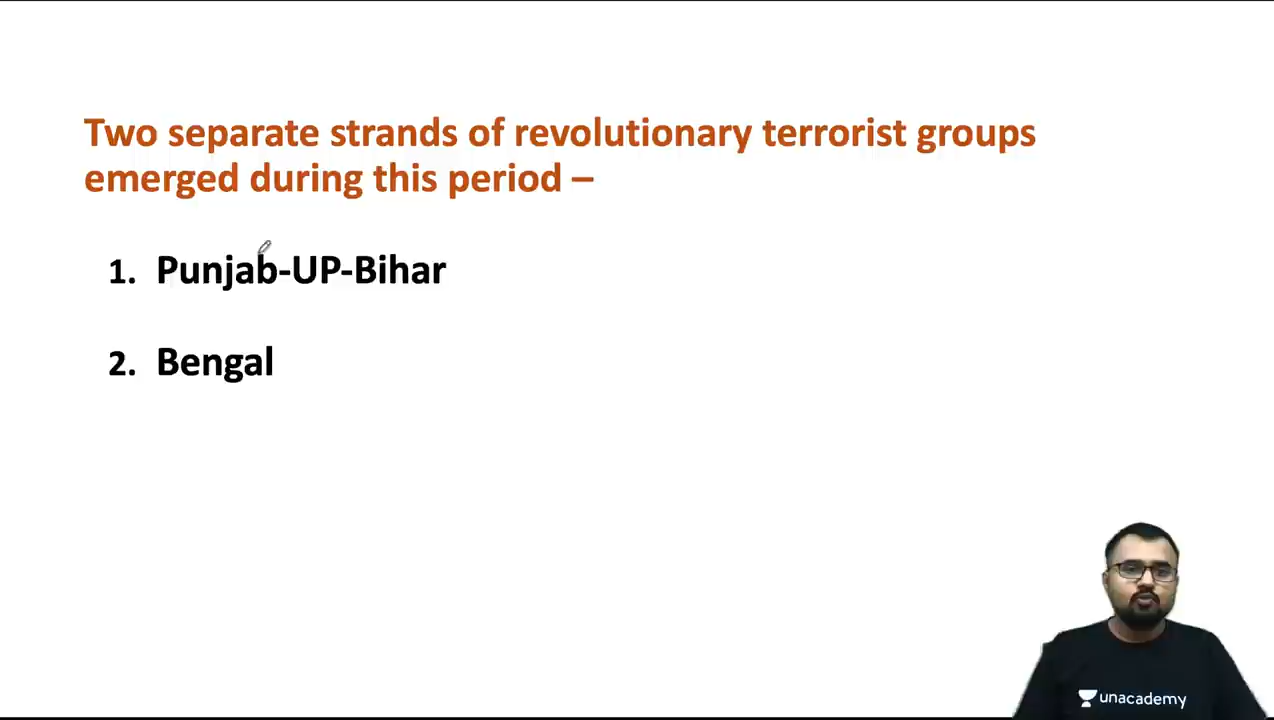 Two separate strands of revolutionary terrorist groups
emerged during this period –
1. Punjab-UP-Bihar
2. Bengal
unacademy